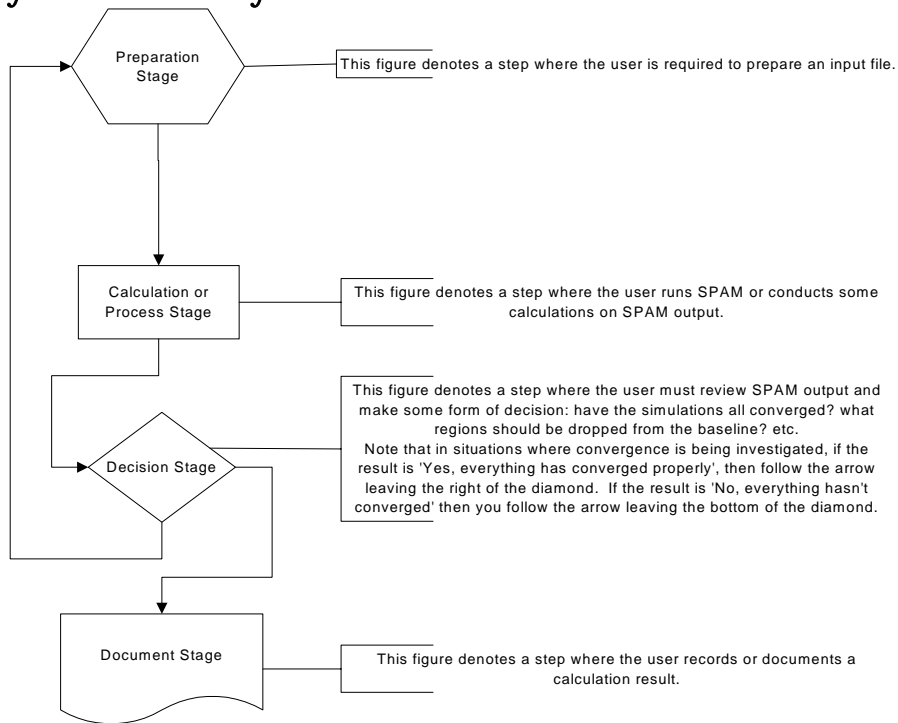 Preparation
Stage
This figure denotes a step where the user is required to prepare an input file.
Calculation or
Process Stage
This figure denotes a step where the user runs SPAM or conducts some
calculations on SPAM output.
This figure denotes a step where the user must review SPAM output and
make some form of decision: have the simulations all converged? what
regions should be dropped from the baseline? etc.
Note that in situations where convergence is being investigated, if the
result is 'Yes, everything has converged properly', then follow the arrow
leaving the right of the diamond.  If the result is 'No, everything hasn't
converged' then you follow the arrow leaving the bottom of the diamond.
Decision Stage
Document Stage
This figure denotes a step where the user records or documents a
calculation result.